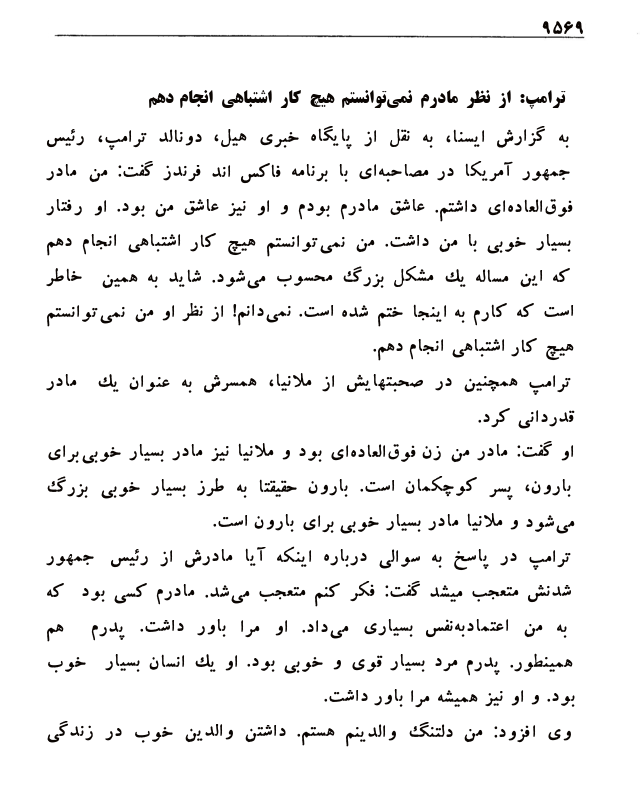 ۹۵۶۹
ترامپ: از نظر مادرم نمی‌توانستم هیچ کار اشتباهی انجام دهم
به گزارش ایسنا، به نقل از پایگاه خبری هیل، دونالد ترامپ، رئیس
جمهور آمریکا در مصاحبه‌ای با برنامه فاکس اند فرندز گفت: من مادر
فوق‌العاده‌ای داشتم. عاشق مادرم بودم و او نیز عاشق من بود. او رفتار
بسیار خوبی با من داشت. من نمی‌توانستم هیچ کار اشتباهی انجام دهم
که این مساله یك مشکل بزرگ محسوب می‌شود. شاید به همین خاطر
است که کارم به اینجا ختم شده است. نمی‌دانم! از نظر او من نمی‌توانستم
هیچ کار اشتباهی انجام دهم.
ترامپ همچنین در صحبتهایش از ملانیا، همسرش به عنوان یك مادر
قدردانی کرد.
او گفت: مادر من زن فوق‌العاده‌ای بود و ملانیا نیز مادر بسیار خوبی برای
بارون، پسر کوچکمان است. بارون حقیقتا به طرز بسیار خوبی بزرگ
می‌شود و ملانیا مادر بسیار خوبی برای بارون است.
ترامپ در پاسخ به سوالی درباره اینکه آیا مادرش از رئیس جمهور
شدنش متعجب میشد گفت: فکر کنم متعجب می‌شد. مادرم کسی بود که
به من اعتمادبه‌نفس بسیاری می‌داد. او مرا باور داشت. پدرم هم
همینطور. پدرم مرد بسیار قوی و خوبی بود. او یك انسان بسیار خوب
بود. و او نیز همیشه مرا باور داشت.
وی افزود: من دلتنگ والدینم هستم. داشتن والدین خوب در زندگی